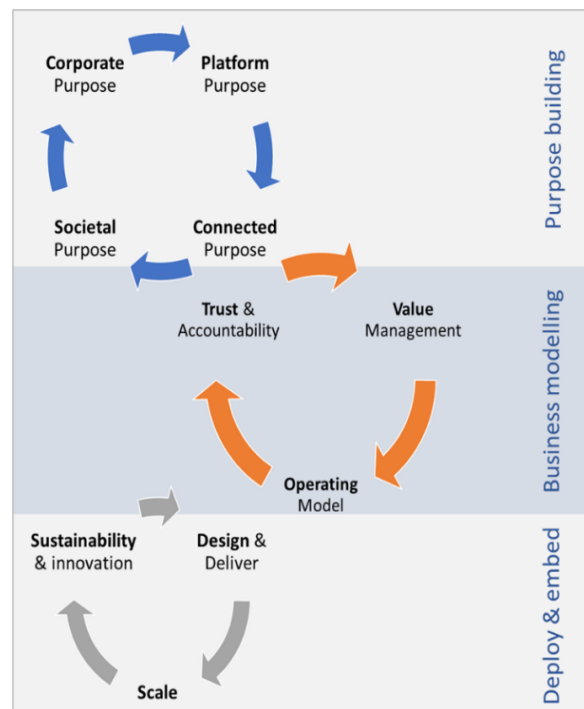 Corporate
Purpose
Platform
Purpose
Societal
Purpose
Connected
Purpose
Purpose building
Trust &
Accountability
Value
Management
Operating
Model
Business modelling
Sustainability
& innovation
Design &
Deliver
Scale
Deploy & embed